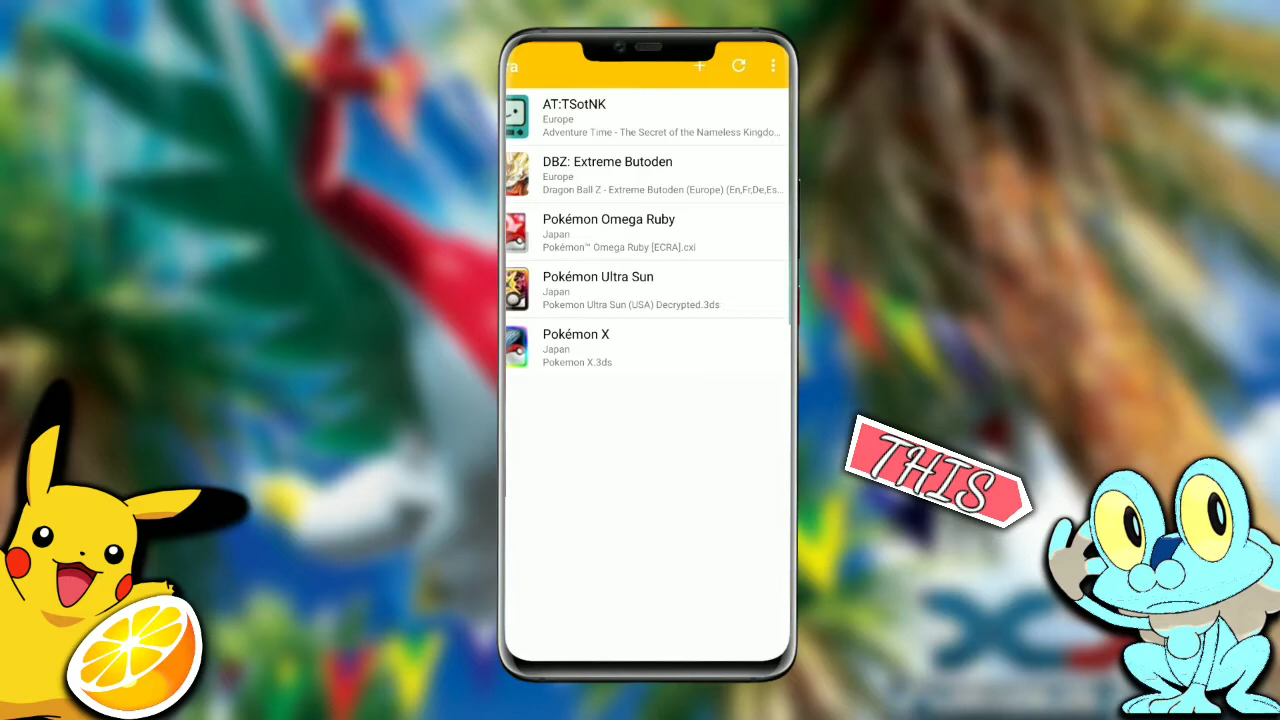 a
AT:TSotNK
Europe
Adventure Time - The Secret of the Nameless Kingdo...
DBZ: Extreme Butoden
Europe
Dragon Ball Z - Extreme Butoden (Europe) (En,Fr,De,Es...
Pokémon Omega Ruby
Japan
Pokémon™ Omega Ruby [ECRA].cxi
Pokémon Ultra Sun
Japan
Pokemon Ultra Sun (USA) Decrypted.3ds
Pokémon X
Japan
Pokemon X.3ds
THIS